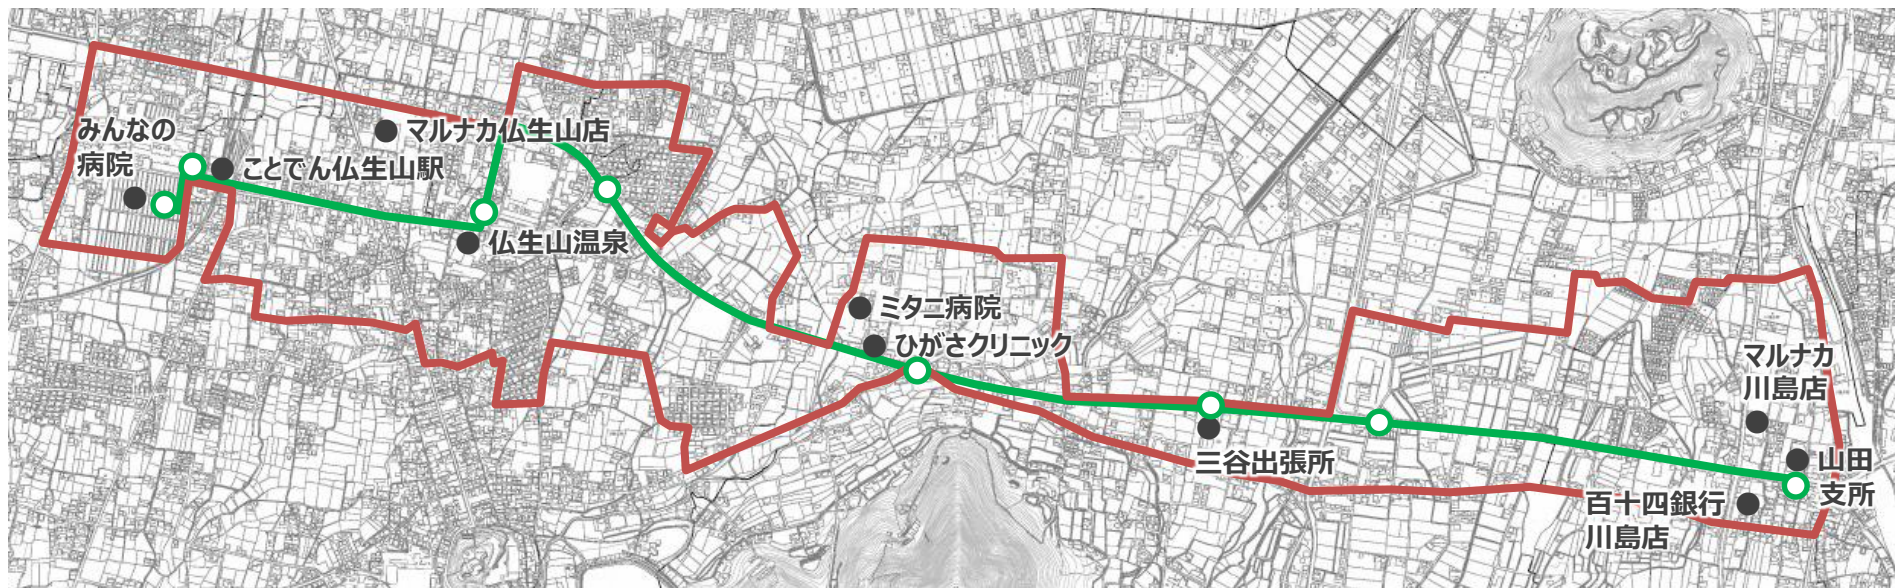 みんなの
病院
ことでん仏生山駅
マルナカ仏生山店
仏生山温泉
ミタニ病院
ひがさクリニック
三谷出張所
マルナカ
川島店
山田
支所
百十四銀行
川島店